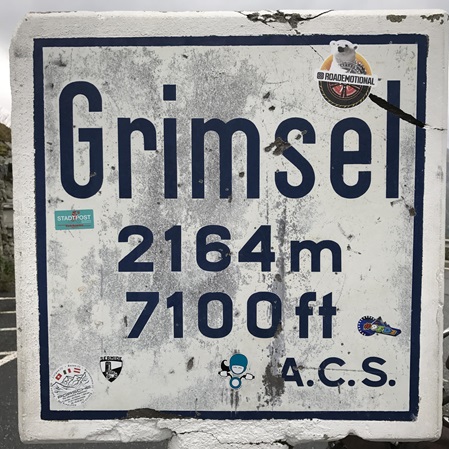 ROADEMOTIONAL
Grimsel
STADTPOST
2164 m
7100 ft
A.C.S.